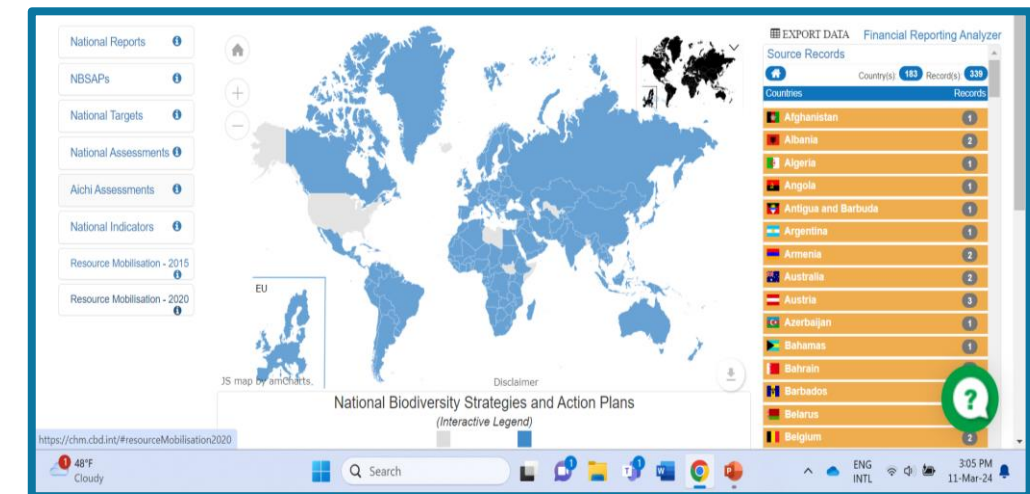 National Reports
NBSAPs
National Targets
National Assessments
Aichi Assessments
National Indicators
Resource Mobilisation - 2015
Resource Mobilisation - 2020
EU
JS map by amCharts
Disclaimer
National Biodiversity Strategies and Action Plans
(Interactive Legend)
EXPORT DATA Financial Reporting Analyzer
Source Records
Country(s): 183 Record(s): 339
Countries Records
Afghanistan 1
Albania 2
Algeria 1
Angola 1
Antigua and Barbuda 1
Argentina 1
Armenia 2
Australia 2
Austria 3
Azerbaijan 1
Bahamas 1
Bahrain
Barbados
Belarus
Belgium 2
?
https://chm.cbd.int/#resourceMobilisation2020
1
48°F
Cloudy
Search
ENG
INTL
3:05 PM
11-Mar-24